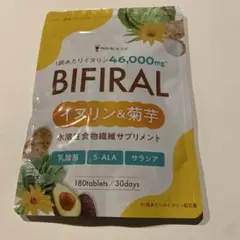 1袋あたりイヌリン46,000mg*
BIFIRAL
イヌリン&菊芋
水溶性食物繊維サプリメント
乳酸菌 5-ALA サラシア
180tablets/30days